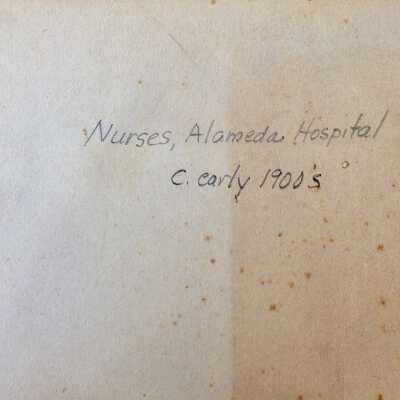 Nurses, Alameda Hospital
C. early 1900's